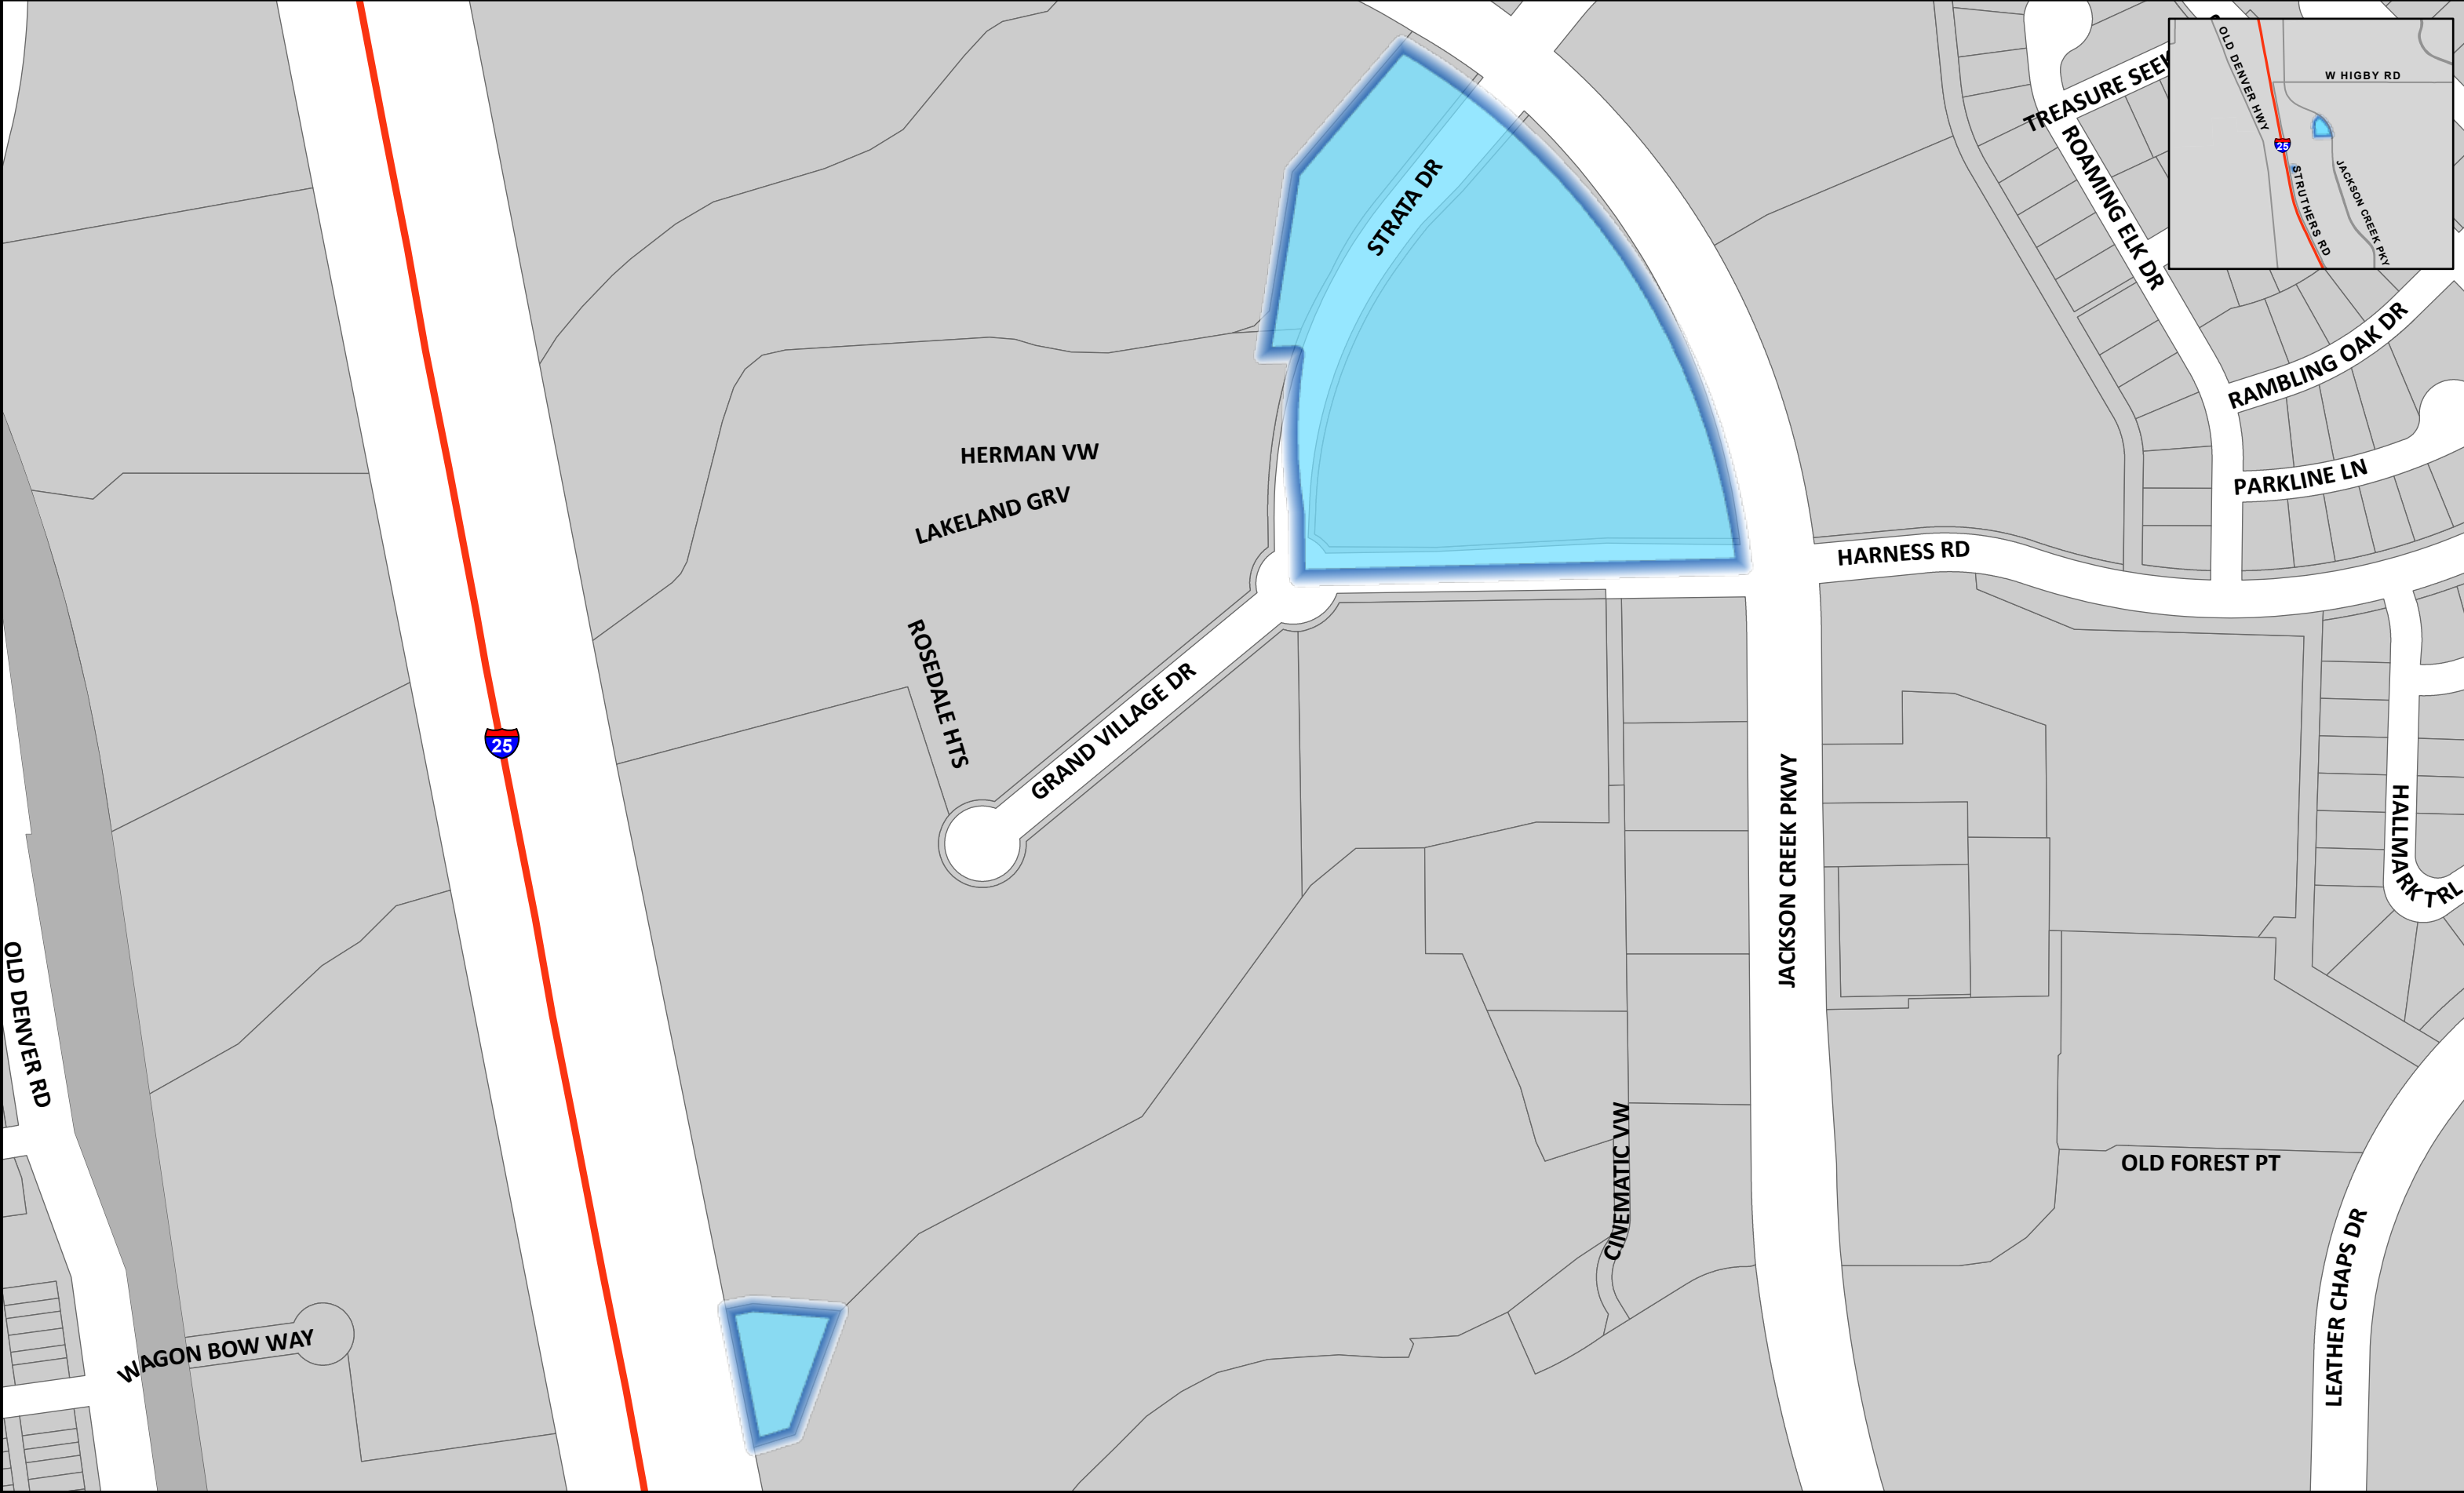 TREASURE SEEK
ROAMING ELK DR
OLD DENVER HWY
W HIGBY RD
25
STRUTHERS RD
JACKSON CREEK PKY
STRATA DR
RAMBLING OAK DR
HERMAN VW
PARKLINE LN
LAKELAND GRV
HARNESS RD
ROSEDALE HTS
GRAND VILLAGE DR
25
JACKSON CREEK PKWY
HALLMARK TRL
OLD DENVER RD
CINEMATIC VW
OLD FOREST PT
WAGON BOW WAY
LEATHER CHAPS DR